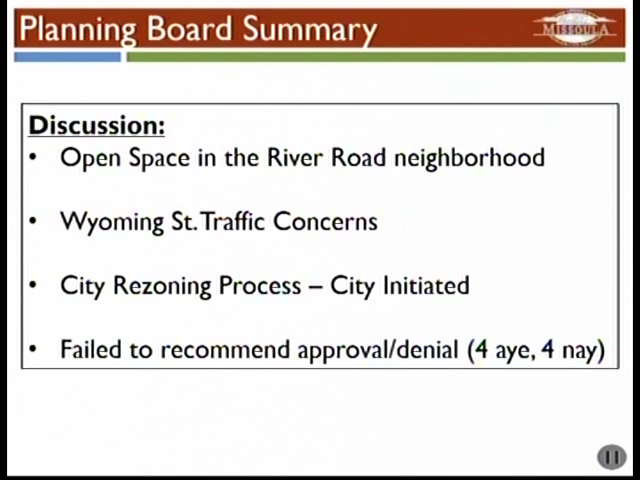 Planning Board Summary
MISSOULA
Discussion:
• Open Space in the River Road neighborhood
• Wyoming St. Traffic Concerns
• City Rezoning Process – City Initiated
• Failed to recommend approval/denial (4 aye, 4 nay)
11